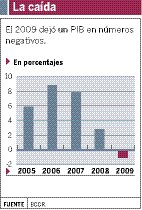 La caída
El 2009 dejó un PIB en números
negativos.
En porcentajes
10
8
6
4
2
0
-2
2005 2006 2007 2008 2009
FUENTE BCCR.